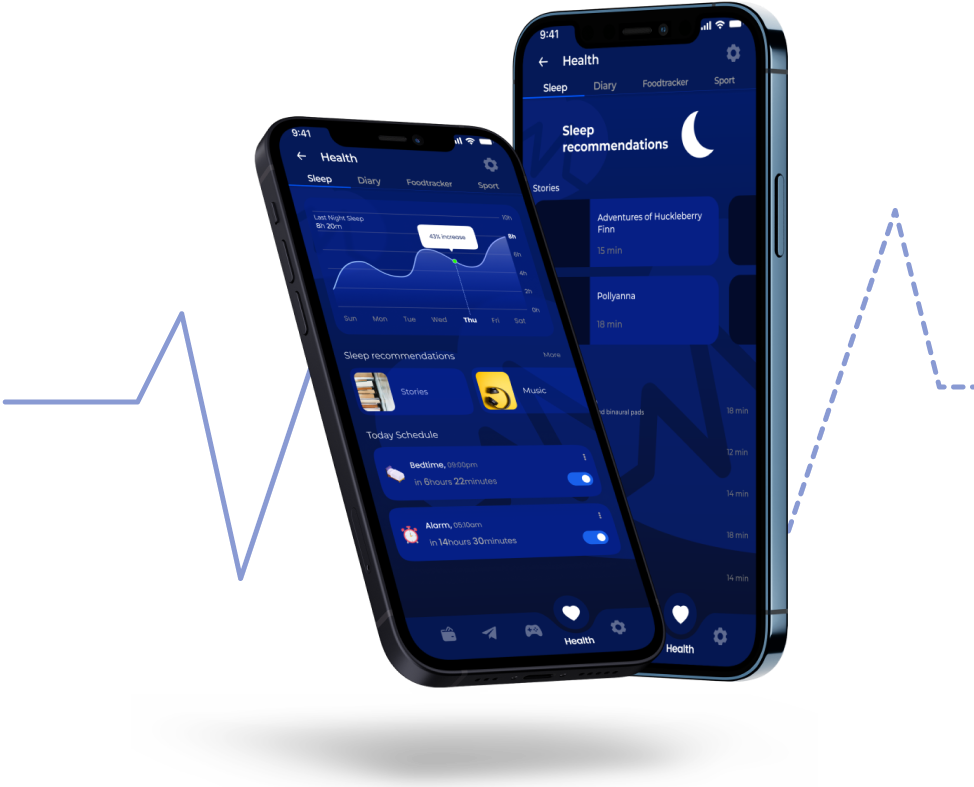 9:41
Health
Sleep Diary Foodtracker Sport
Last Night Sleep
8h 20m
43% increase
10h
8h
6h
4h
2h
0h
Sun Mon Tue Wed Thu Fri Sat
Sleep recommendations More
Stories Music
Today Schedule
Bedtime, 09:00pm
in 6hours 22minutes
Alarm, 05:10am
in 14hours 30minutes
Health
9:41
Health
Sleep Diary Foodtracker Sport
Sleep
recommendations
Stories
Adventures of Huckleberry
Finn
15 min
Pollyanna
18 min
binaural pads
18 min
12 min
14 min
18 min
14 min
Health